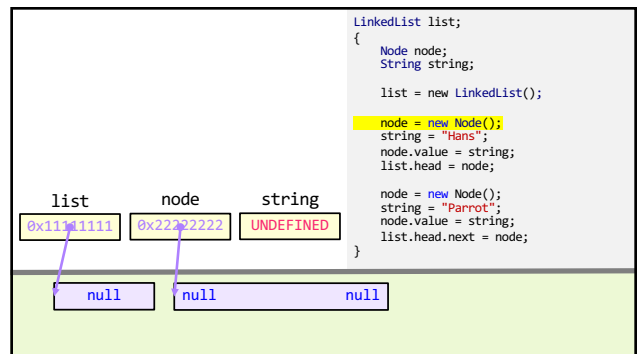 LinkedList list;
{
Node node;
String string;
list = new LinkedList();
node = new Node();
string = "Hans";
node.value = string;
list.head = node;
node = new Node();
string = "Parrot";
node.value = string;
list.head.next = node;
}
list node string
0x11111111 0x22222222 UNDEFINED
null null null